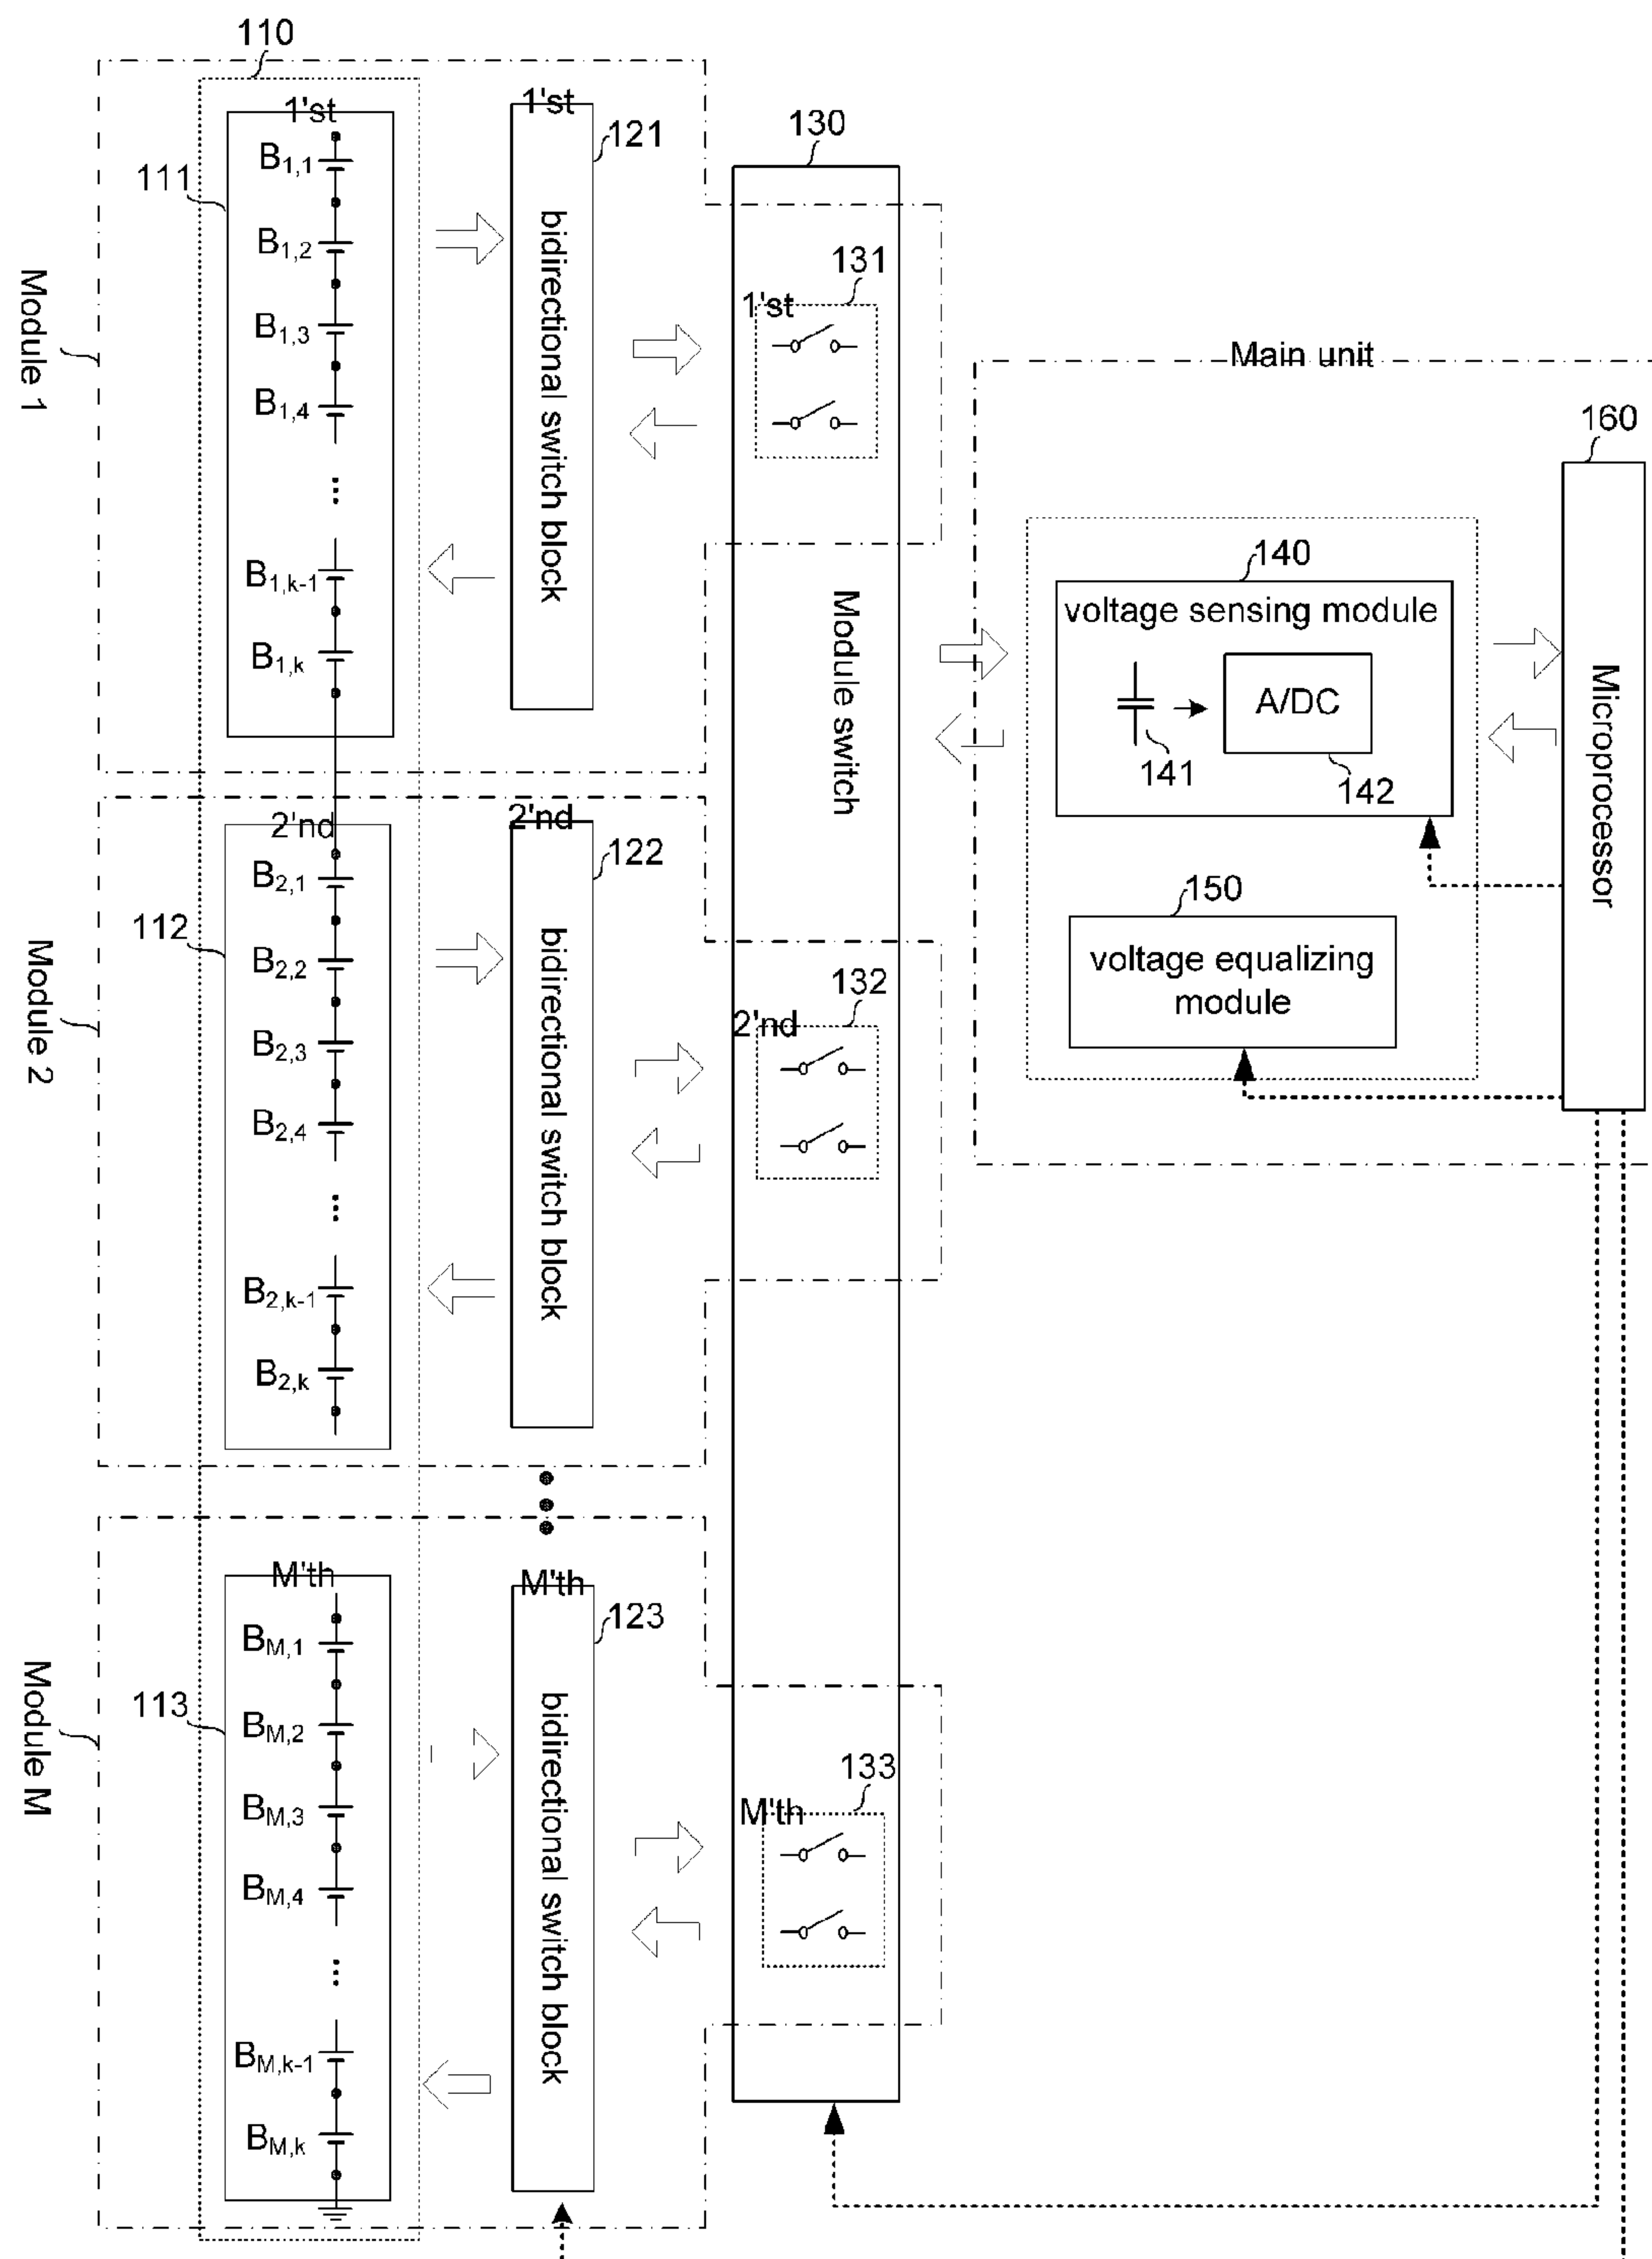 110
1'st
B1,1
111
B1,2
B1,3
B1,4
...
B1,k-1
B1,k
Module 1
1'st
121
bidirectional switch block
130
131
1'st
Module switch
Main unit
160
Microprocessor
140
voltage sensing module
A/DC
141
142
150
voltage equalizing
module
2'nd
B2,1
112
B2,2
B2,3
B2,4
...
B2,k-1
B2,k
Module 2
2'nd
122
bidirectional switch block
132
2'nd
M'th
BM,1
113
BM,2
BM,3
BM,4
...
BM,k-1
BM,k
Module M
M'th
123
bidirectional switch block
133
M'th